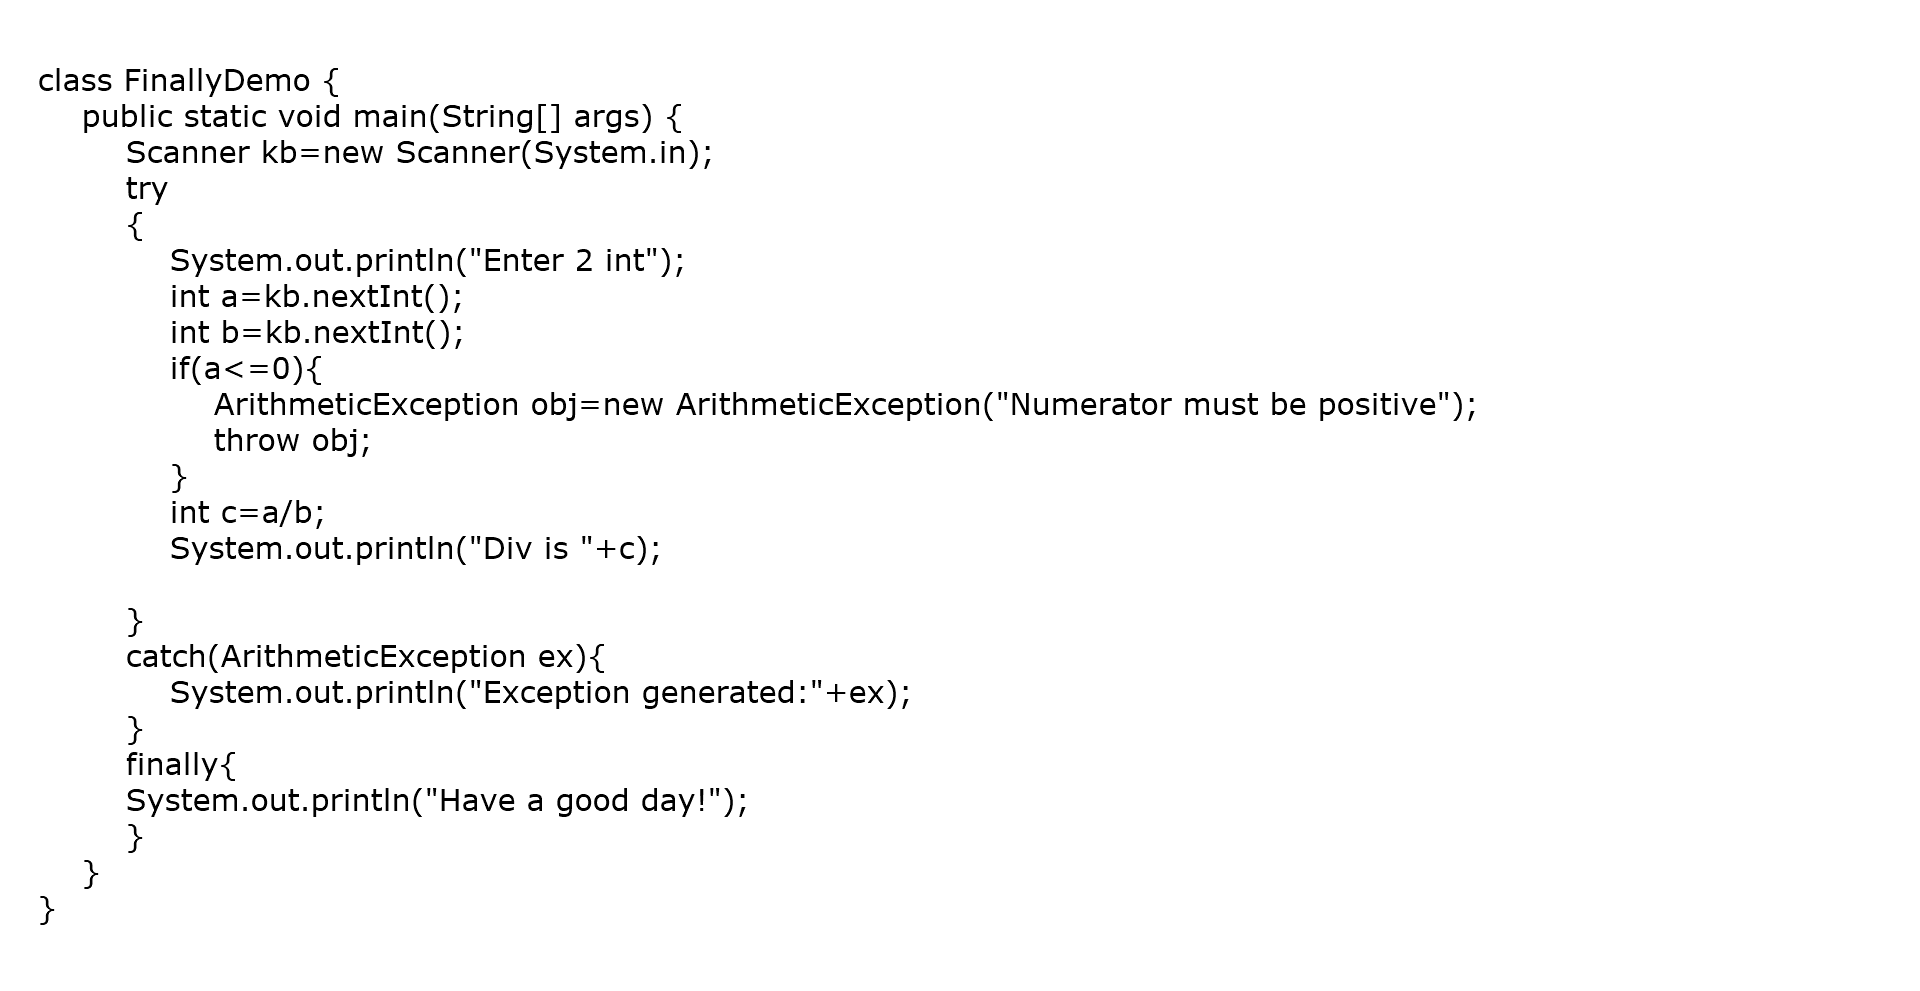 class FinallyDemo {
public static void main(String[] args) {
Scanner kb=new Scanner(System.in);
try
{
System.out.println("Enter 2 int");
int a=kb.nextInt();
int b=kb.nextInt();
if(a<=0){
ArithmeticException obj=new ArithmeticException("Numerator must be positive");
throw obj;
}
int c=a/b;
System.out.println("Div is "+c);
}
catch(ArithmeticException ex){
System.out.println("Exception generated:"+ex);
}
finally{
System.out.println("Have a good day!");
}
}
}